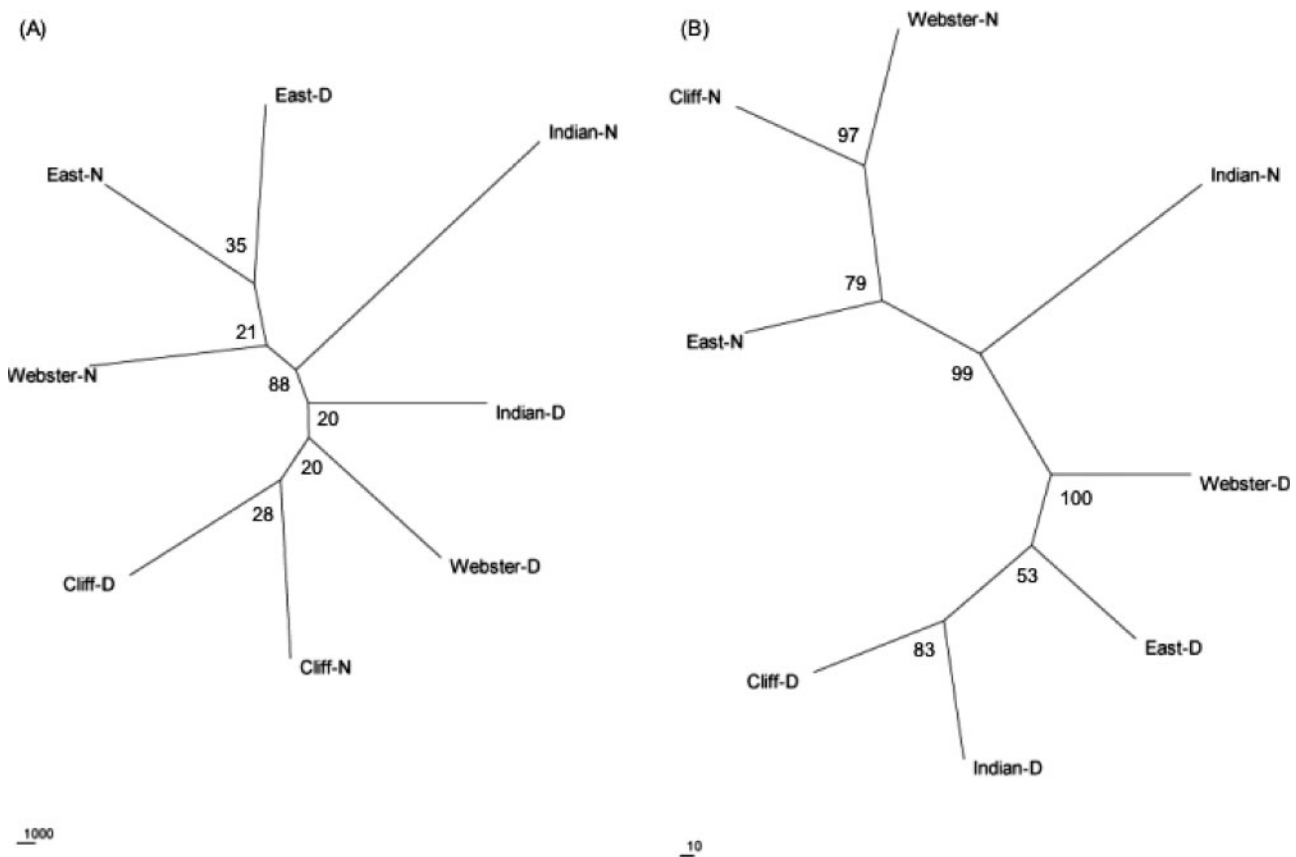 (A)
East-D
Indian-N
East-N
35
21
Webster-N
88
20
Indian-D
20
28
Webster-D
Cliff-D
Cliff-N
1000
(B)
Webster-N
Cliff-N
97
Indian-N
79
East-N
99
Webster-D
100
53
East-D
83
Cliff-D
Indian-D
10